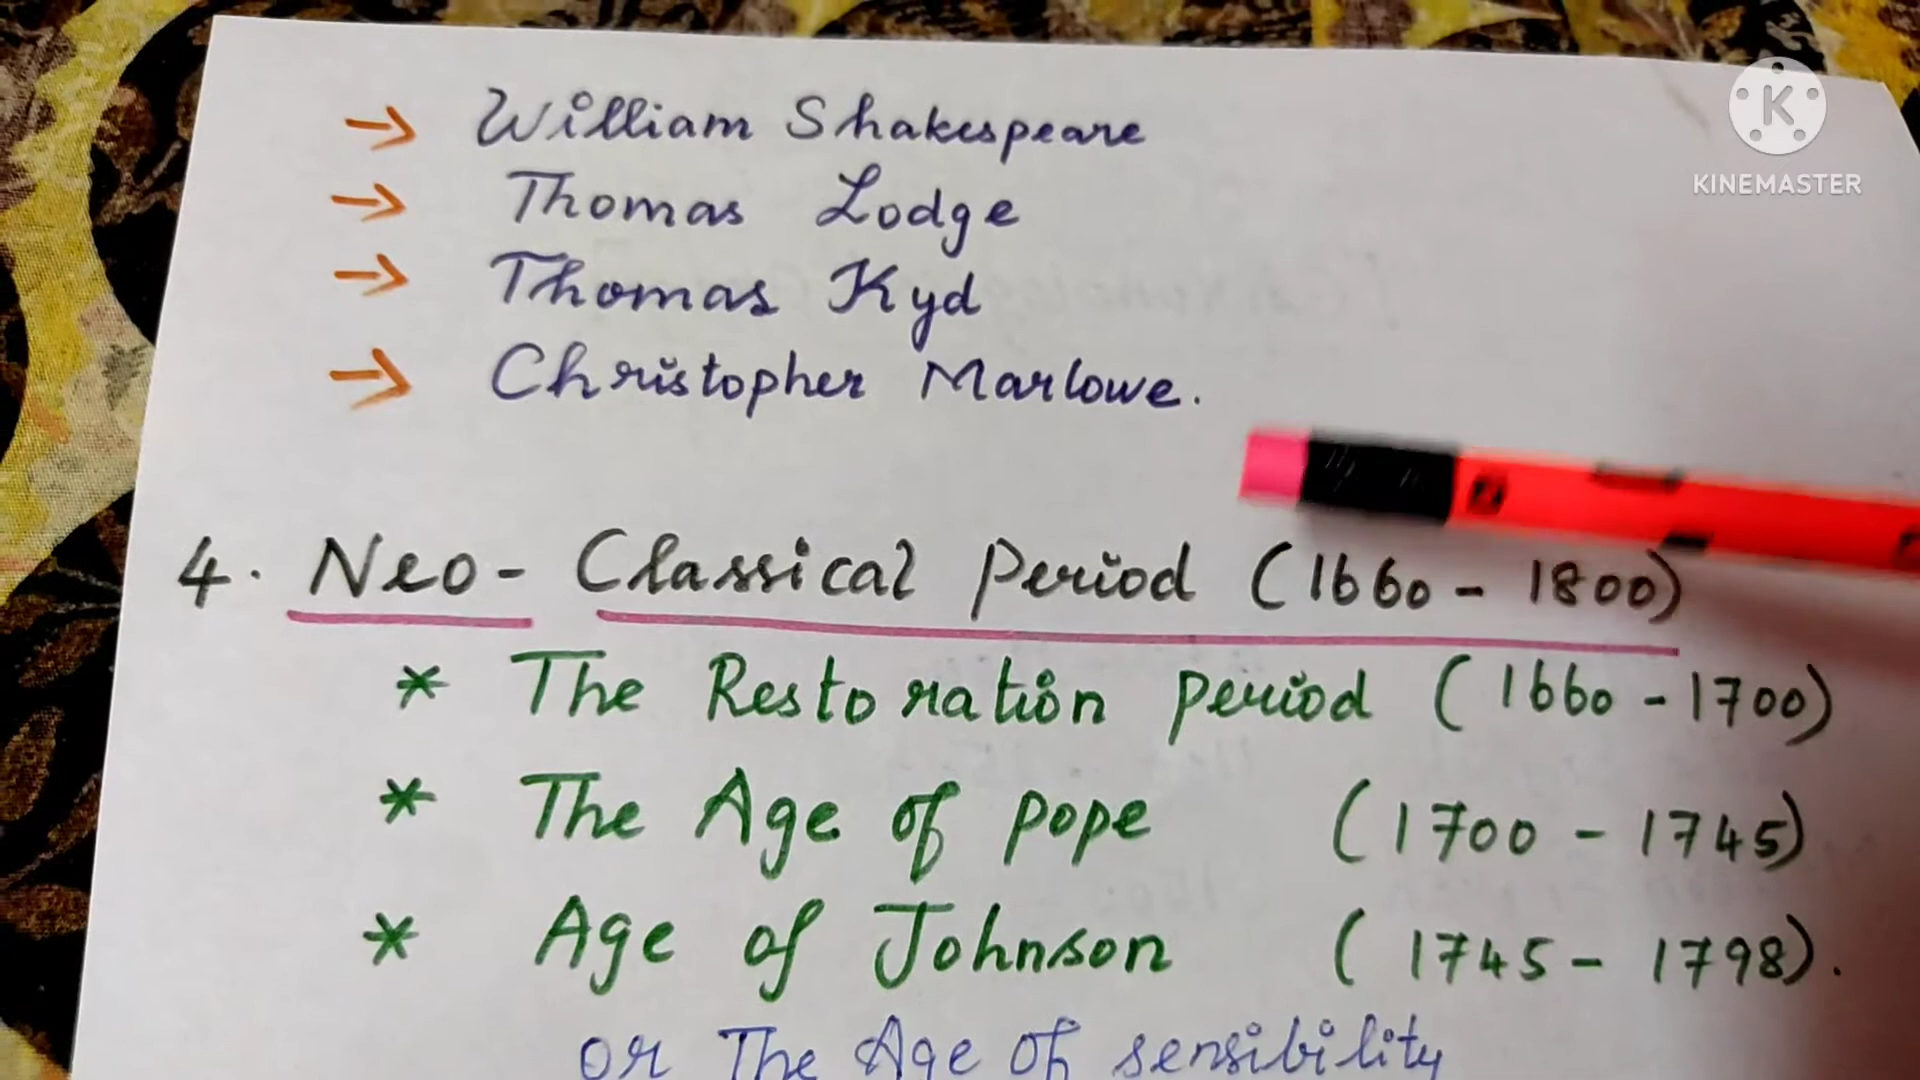 → William Shakespeare
→ Thomas Lodge
→ Thomas Kyd
→ Christopher Marlowe.
4. Neo-Classical Period (1660 - 1800)
* The Restoration period (1660 - 1700)
* The Age of pope (1700 - 1745)
* Age of Johnson (1745 - 1798).
or The Age of sensibility
K
KINEMASTER